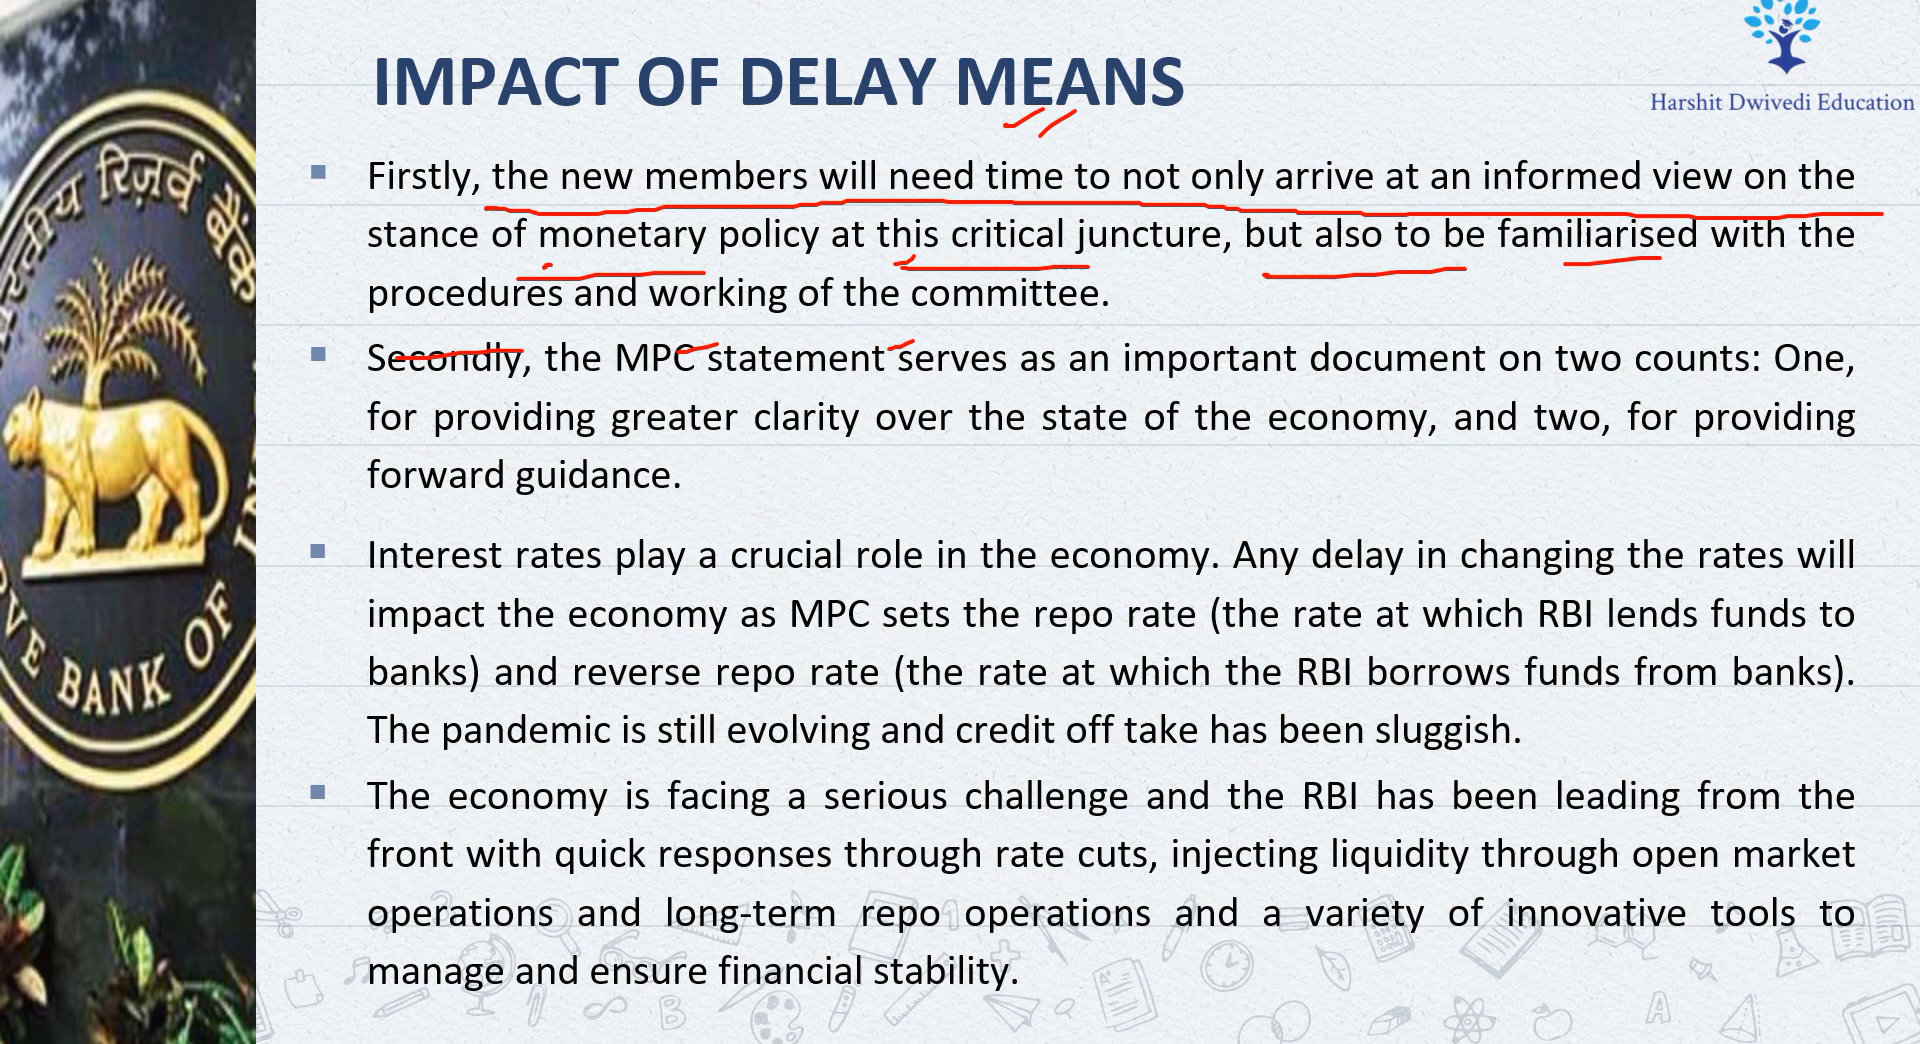 IMPACT OF DELAY MEANS
Harshit Dwivedi Education
▪ Firstly, the new members will need time to not only arrive at an informed view on the
stance of monetary policy at this critical juncture, but also to be familiarised with the
procedures and working of the committee.
▪ Secondly, the MPC statement serves as an important document on two counts: One,
for providing greater clarity over the state of the economy, and two, for providing
forward guidance.
▪ Interest rates play a crucial role in the economy. Any delay in changing the rates will
impact the economy as MPC sets the repo rate (the rate at which RBI lends funds to
banks) and reverse repo rate (the rate at which the RBI borrows funds from banks).
The pandemic is still evolving and credit off take has been sluggish.
▪ The economy is facing a serious challenge and the RBI has been leading from the
front with quick responses through rate cuts, injecting liquidity through open market
operations and long-term repo operations and a variety of innovative tools to
manage and ensure financial stability.
रिज़र्व बैंक
BANK OF